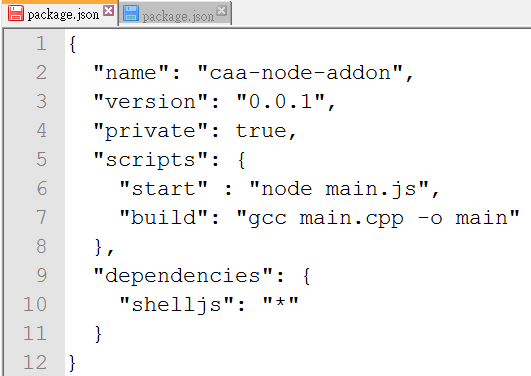 package.json package.json
1 {
2 "name": "caa-node-addon",
3 "version": "0.0.1",
4 "private": true,
5 "scripts": {
6 "start" : "node main.js",
7 "build": "gcc main.cpp -o main"
8 },
9 "dependencies": {
10 "shelljs": "*"
11 }
12 }